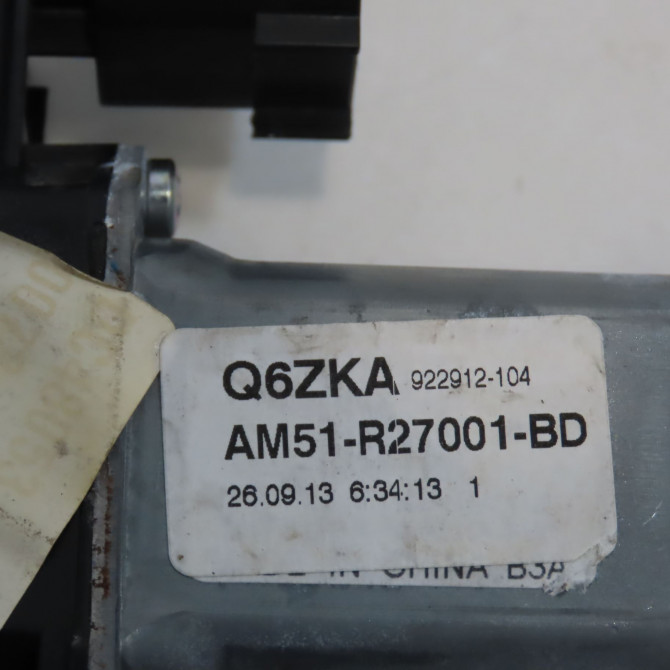 Q6ZKA 922912-104
AM51-R27001-BD
26.09.13 6:34:13 1
IN CHINA B3A